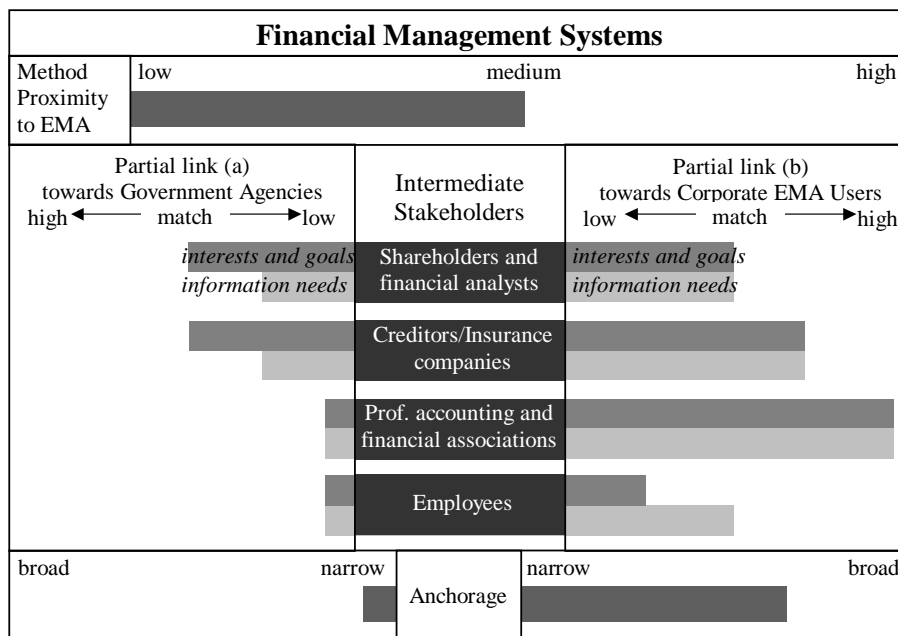 Financial Management Systems
Method
Proximity
to EMA
low medium high
Partial link (a)
towards Government Agencies
high match low
Intermediate
Stakeholders
Partial link (b)
towards Corporate EMA Users
low match high
interests and goals
information needs
Shareholders and
financial analysts
interests and goals
information needs
Creditors/Insurance
companies
Prof. accounting and
financial associations
Employees
broad narrow
Anchorage
narrow broad